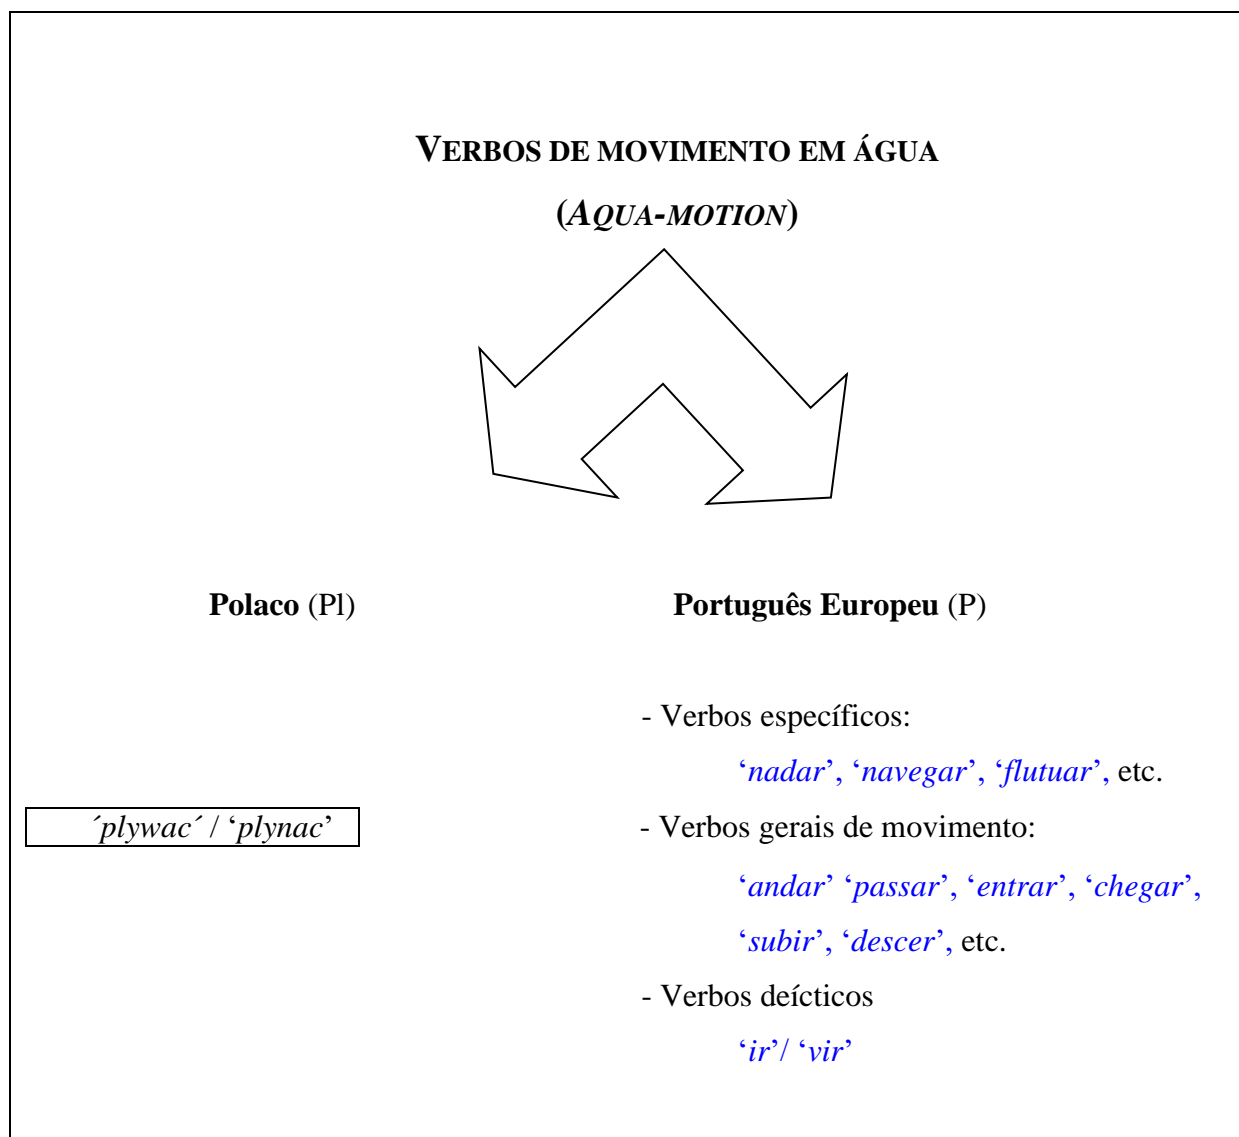 VERBOS DE MOVIMENTO EM ÁGUA
(AQUA-MOTION)
Polaco (Pl) Português Europeu (P)
- Verbos específicos:
‘nadar’, ‘navegar’, ‘flutuar’, etc.
´plywac´ / ‘plynac’ - Verbos gerais de movimento:
‘andar’ ‘passar’, ‘entrar’, ‘chegar’,
‘subir’, ‘descer’, etc.
- Verbos deícticos
‘ir’/ ‘vir’